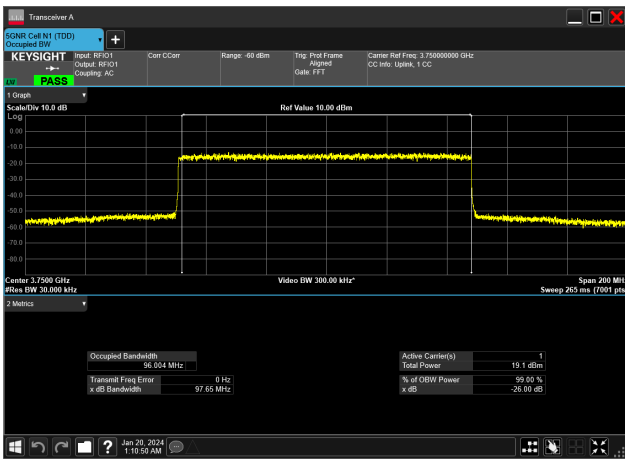 Transceiver A
5GNR Cell N1 (TDD)
Occupied BW
KEYSIGHT
PASS
Input: RFIO1
Output: RFIO1
Coupling: AC
Corr CCorr
Range: -60 dBm
Trig: Prot Frame
Aligned
Gate: FFT
Carrier Ref Freq: 3.750000000 GHz
CC Info: Uplink, 1 CC
1 Graph
Scale/Div 10.0 dB
Ref Value 10.00 dBm
Log
0.00
-10.0
-20.0
-30.0
-40.0
-50.0
-60.0
-70.0
-80.0
Center 3.7500 GHz
Video BW 300.00 kHz*
Span 200 MH
#Res BW 30.000 kHz
Sweep 265 ms (7001 pts
2 Metrics
Occupied Bandwidth
96.004 MHz
Transmit Freq Error 0 Hz
x dB Bandwidth 97.65 MHz
Active Carrier(s) 1
Total Power 19.1 dBm
% of OBW Power 99.00 %
x dB -26.00 dB
?
Jan 20, 2024
1:10:50 AM